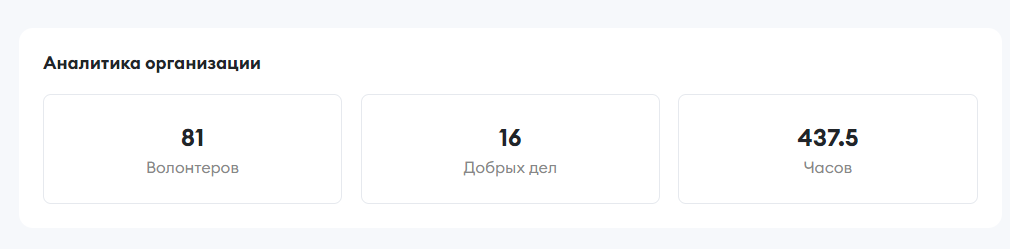 Аналитика организации
81 16 437.5
Волонтеров Добрых дел Часов